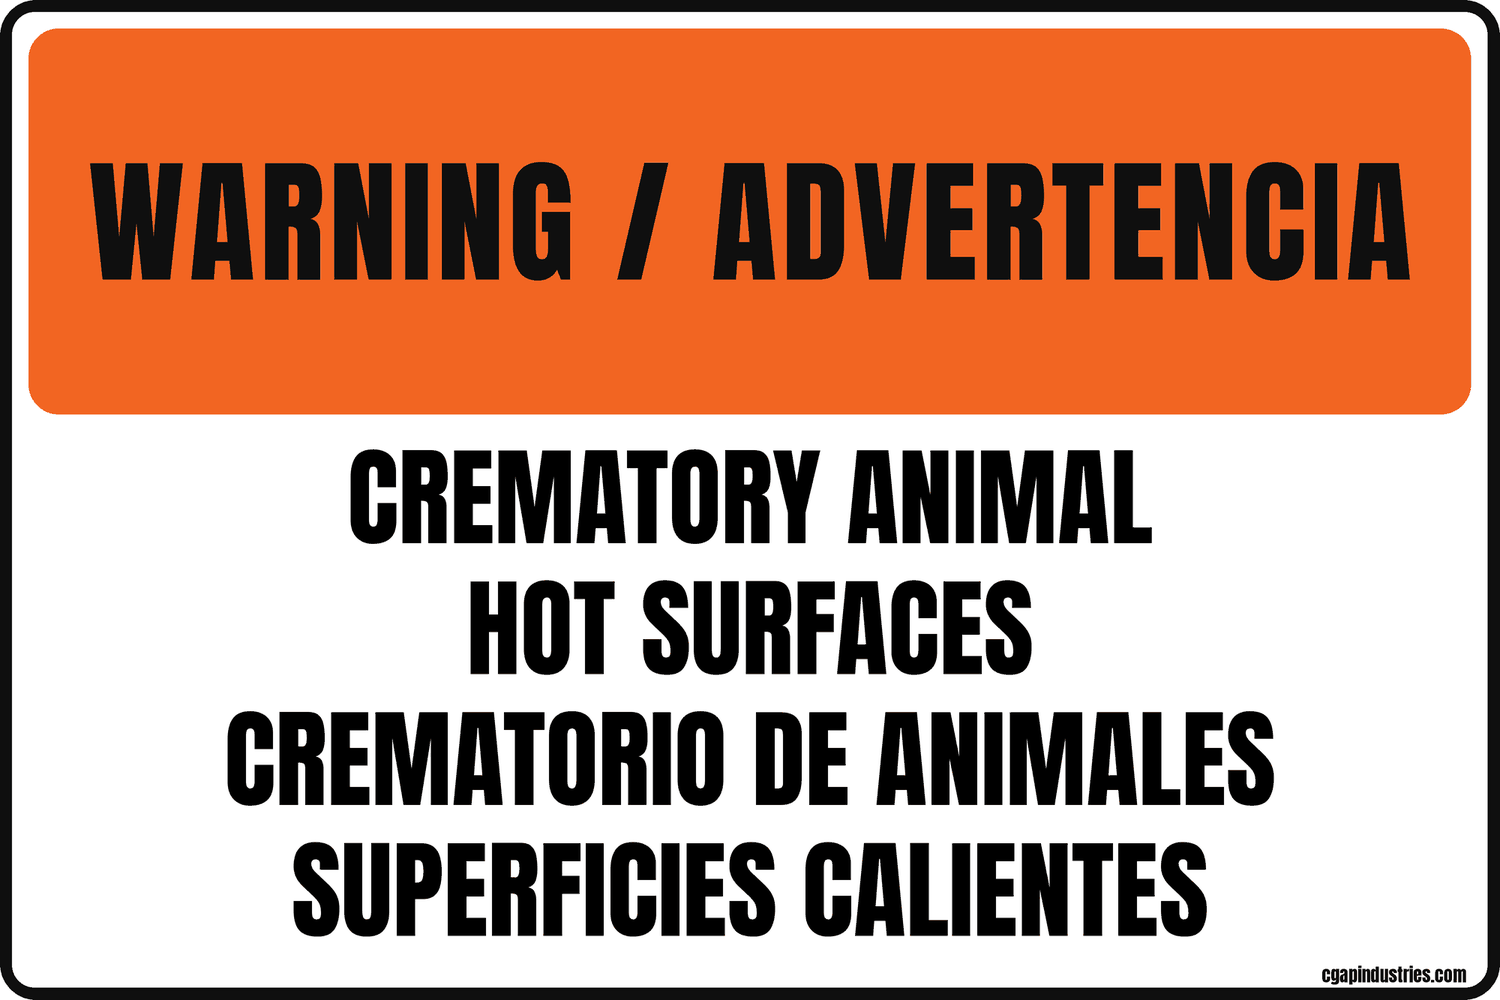 WARNING / ADVERTENCIA
CREMATORY ANIMAL
HOT SURFACES
CREMATORIO DE ANIMALES
SUPERFICIES CALIENTES
cgapindustries.com